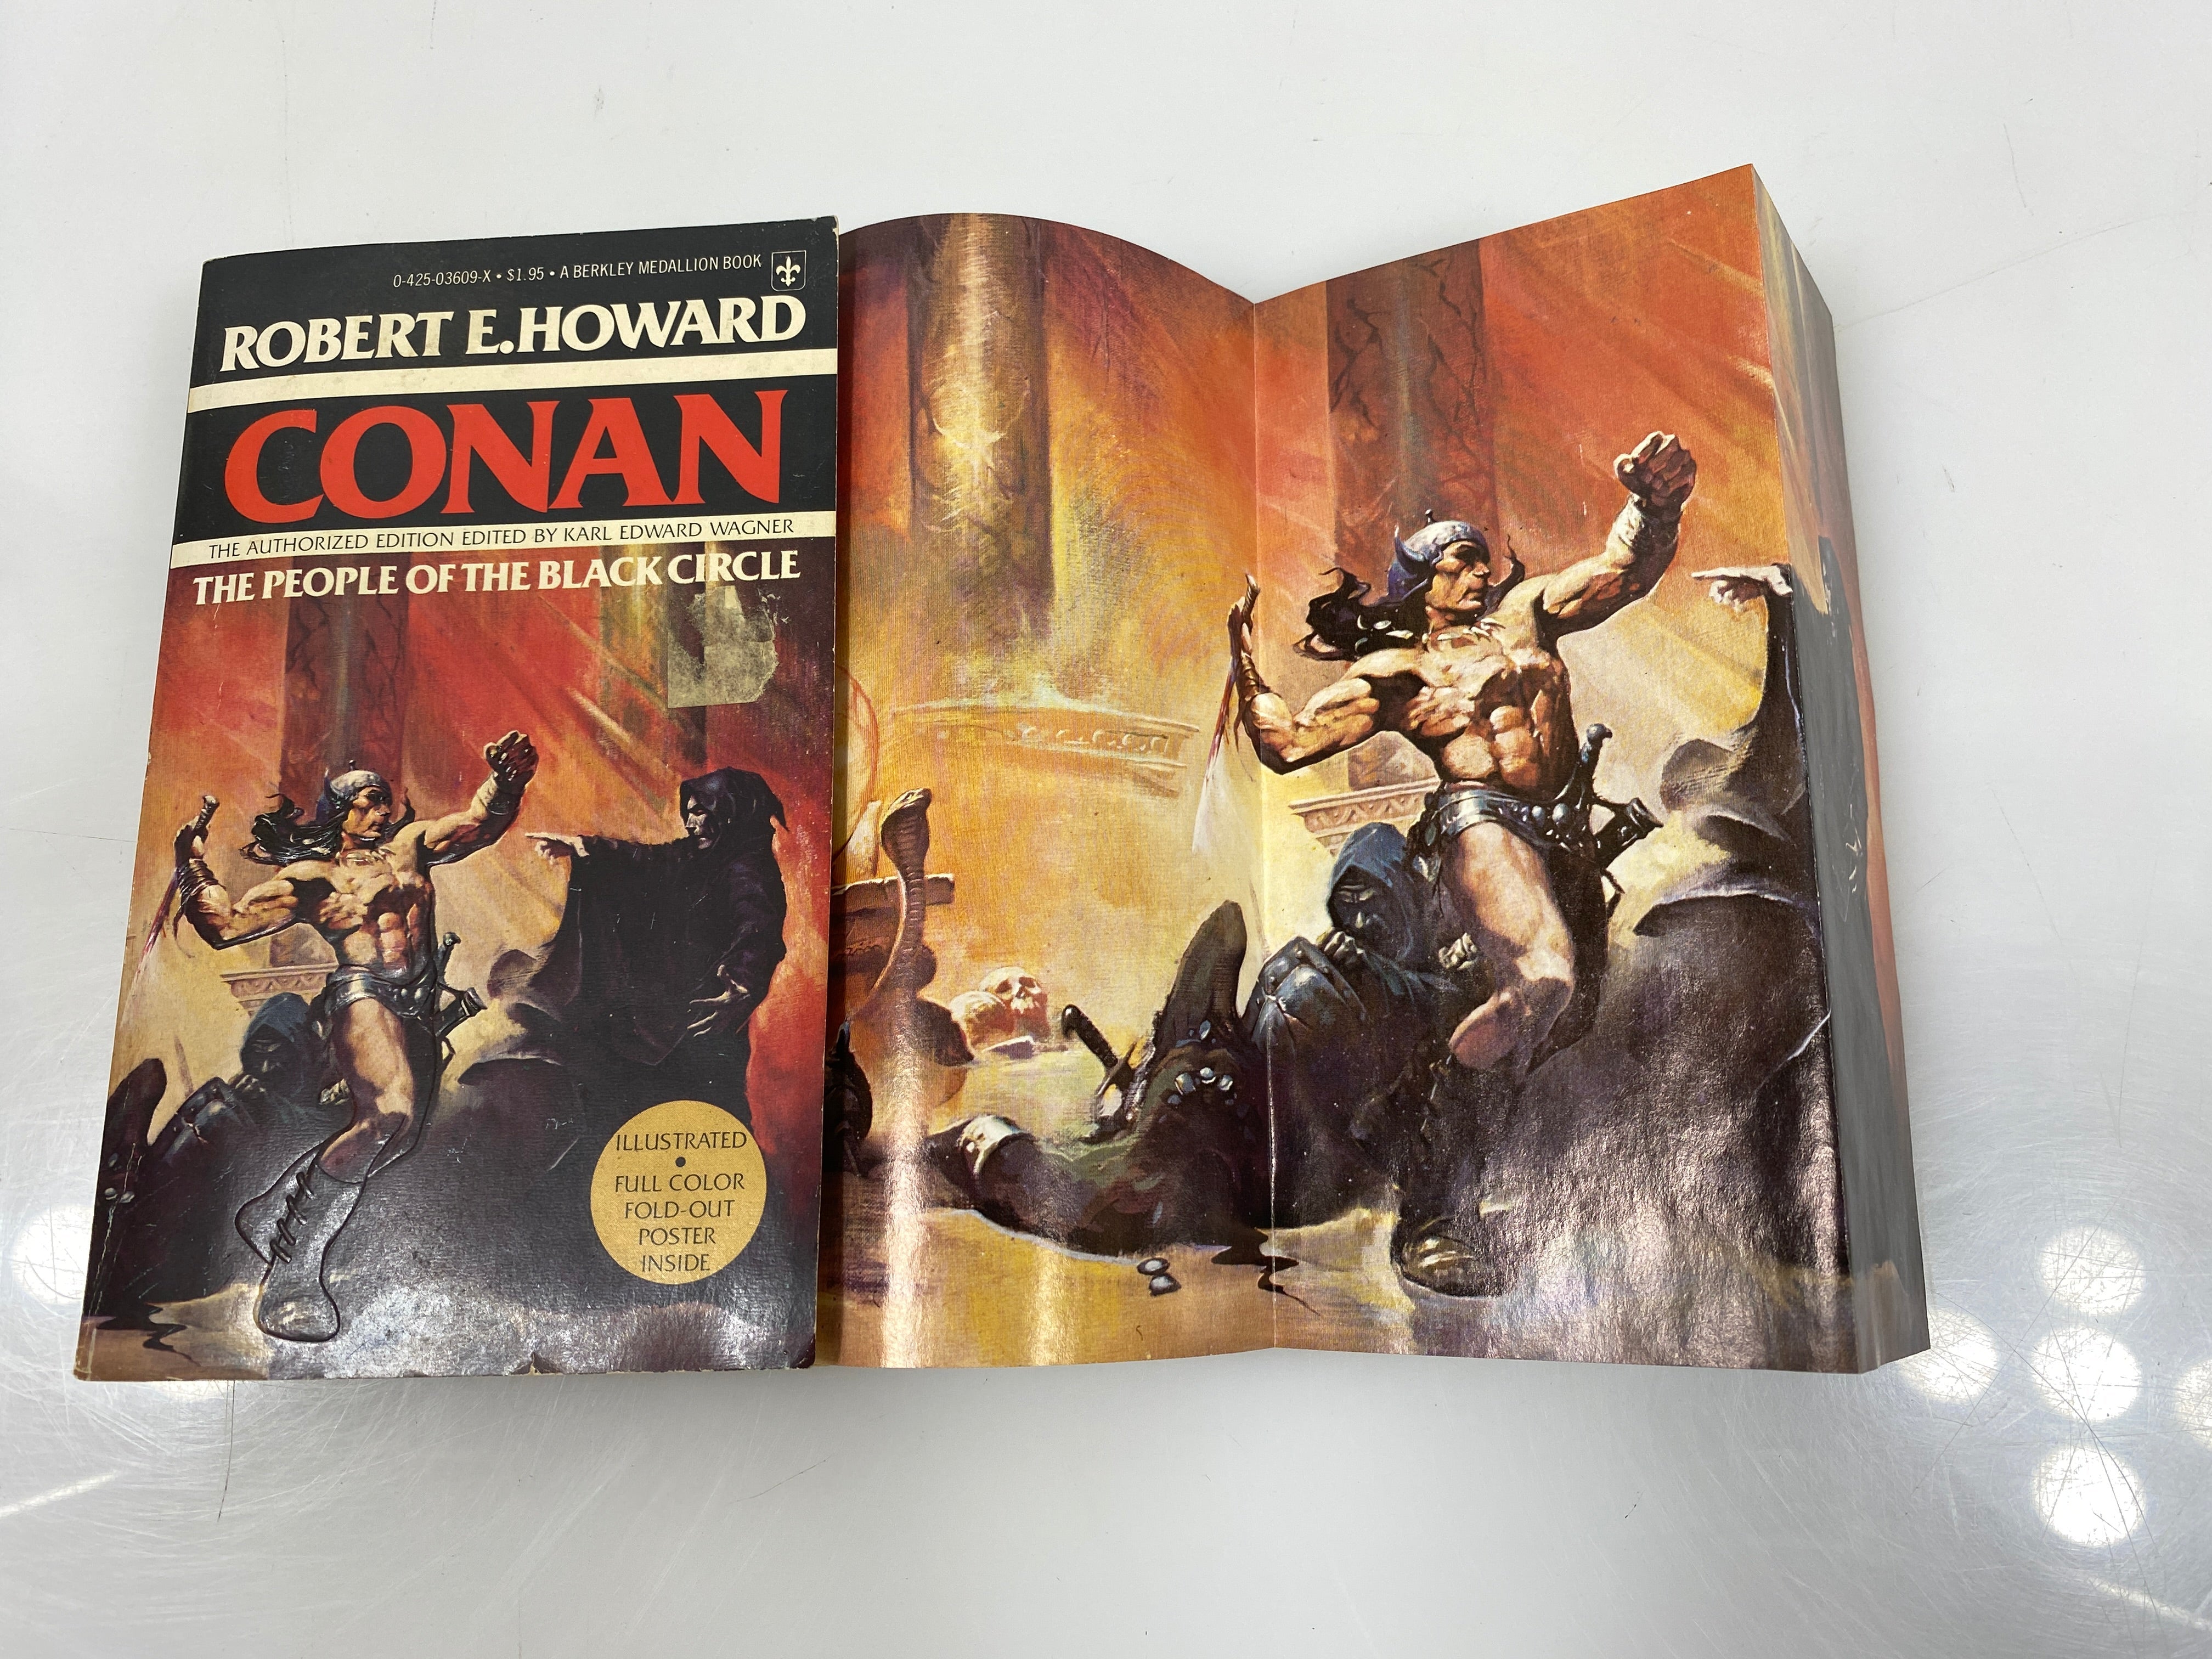 0-425-03609-X • $1.95 • A BERKLEY MEDALLION BOOK
ROBERT E. HOWARD
CONAN
THE AUTHORIZED EDITION EDITED BY KARL EDWARD WAGNER
THE PEOPLE OF THE BLACK CIRCLE
ILLUSTRATED
•
FULL COLOR
FOLD-OUT
POSTER
INSIDE